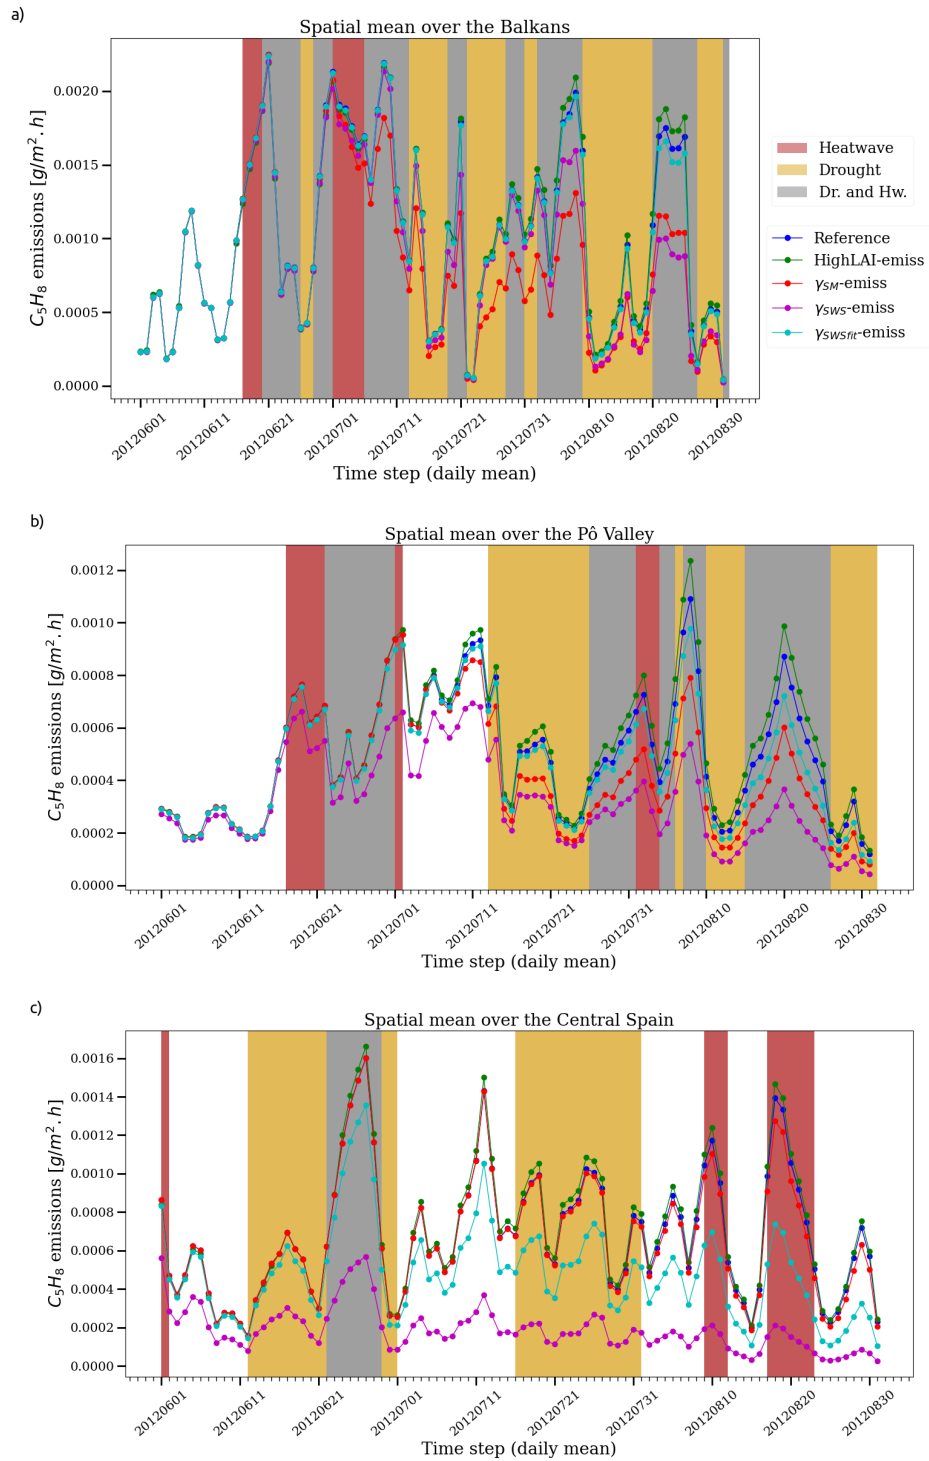 a)
Spatial mean over the Balkans
C5H8 emissions [g/m².h]
0.0020
0.0015
0.0010
0.0005
0.0000
20120601
20120611
20120621
20120701
20120711
20120721
20120731
20120810
20120820
20120830
Time step (daily mean)
Heatwave
Drought
Dr. and Hw.
Reference
HighLAI-emiss
γSM-emiss
γSWS-emiss
γSWSfit-emiss
b)
Spatial mean over the Pô Valley
C5H8 emissions [g/m².h]
0.0012
0.0010
0.0008
0.0006
0.0004
0.0002
0.0000
20120601
20120611
20120621
20120701
20120711
20120721
20120731
20120810
20120820
20120830
Time step (daily mean)
c)
Spatial mean over the Central Spain
C5H8 emissions [g/m².h]
0.0016
0.0014
0.0012
0.0010
0.0008
0.0006
0.0004
0.0002
0.0000
20120601
20120611
20120621
20120701
20120711
20120721
20120731
20120810
20120820
20120830
Time step (daily mean)